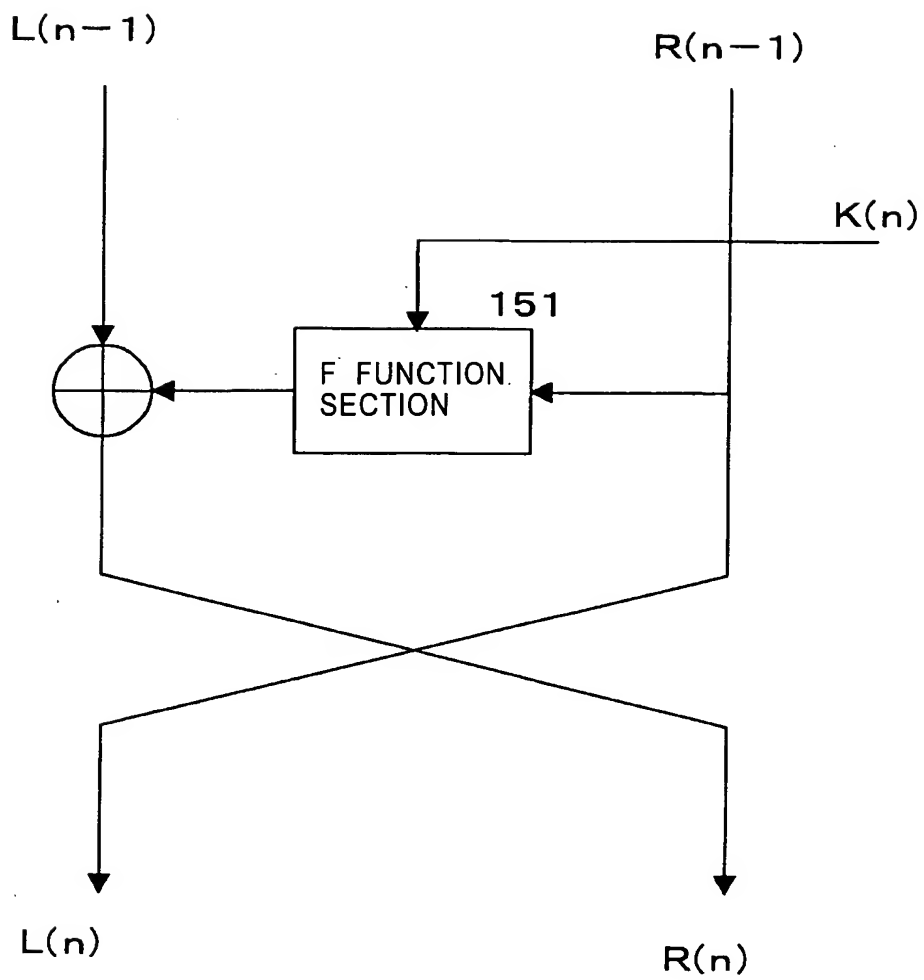 L(n-1)
R(n-1)
K(n)
151
F FUNCTION
SECTION
L(n)
R(n)